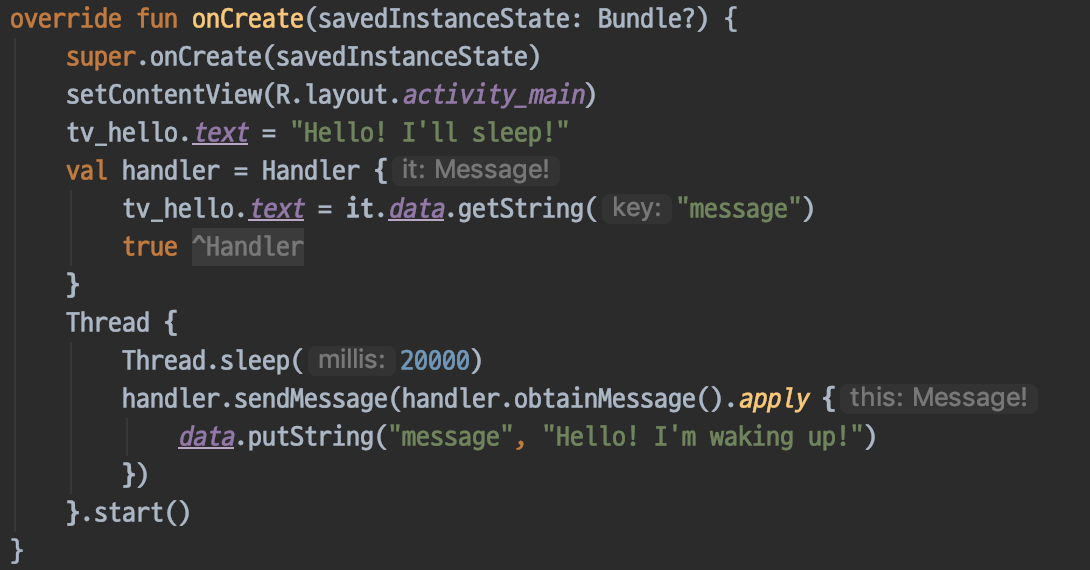 override fun onCreate(savedInstanceState: Bundle?) {
    super.onCreate(savedInstanceState)
    setContentView(R.layout.activity_main)
    tv_hello.text = "Hello! I'll sleep!"
    val handler = Handler { it: Message!
        tv_hello.text = it.data.getString( key: "message")
        true ^Handler
    }
    Thread {
        Thread.sleep( millis: 20000)
        handler.sendMessage(handler.obtainMessage().apply { this: Message!
            data.putString("message", "Hello! I'm waking up!")
        })
    }.start()
}